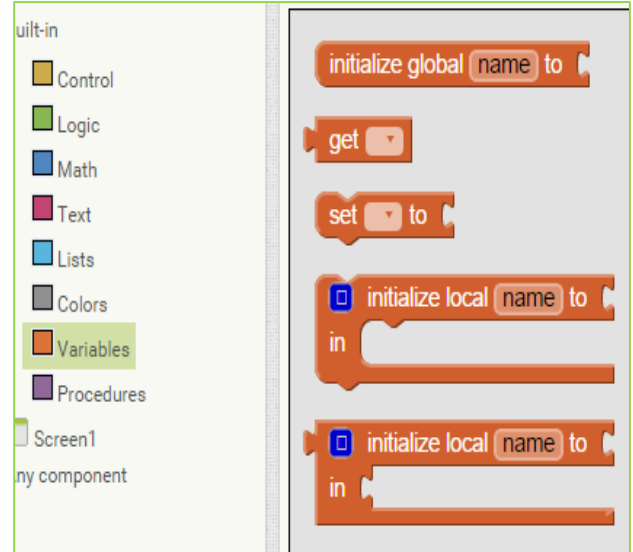 uilt-in
Control
Logic
Math
Text
Lists
Colors
Variables
Procedures
Screen1
ny component
initialize global name to
get
set to
initialize local name to
in
initialize local name to
in